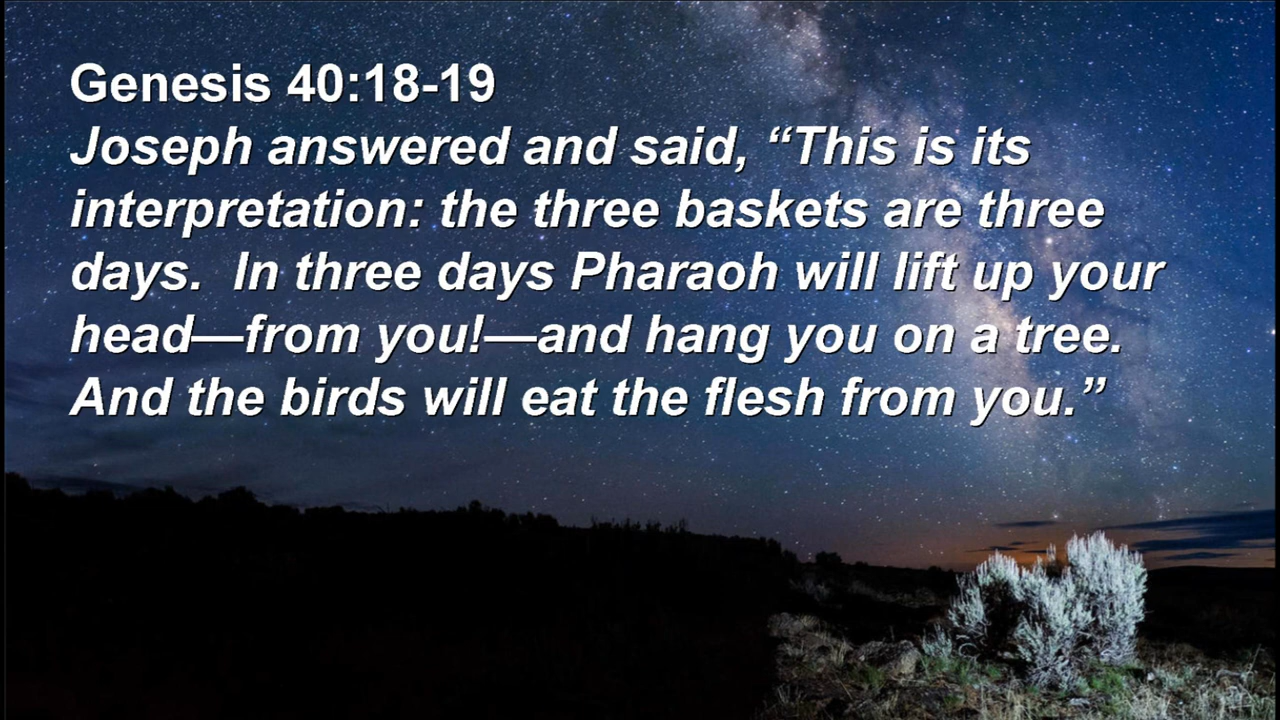 Genesis 40:18-19
Joseph answered and said, “This is its
interpretation: the three baskets are three
days.  In three days Pharaoh will lift up your
head—from you!—and hang you on a tree.
And the birds will eat the flesh from you.”